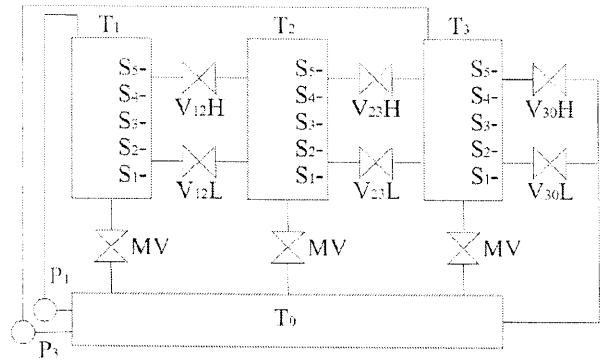 T1 T2 T3
S5- S5- S5-
S4- V12H S4- V23H S4- V30H
S3- S3- S3-
S2- S2- S2-
S1- V12L S1- V23L S1- V30L
MV MV MV
P1
T0
P3